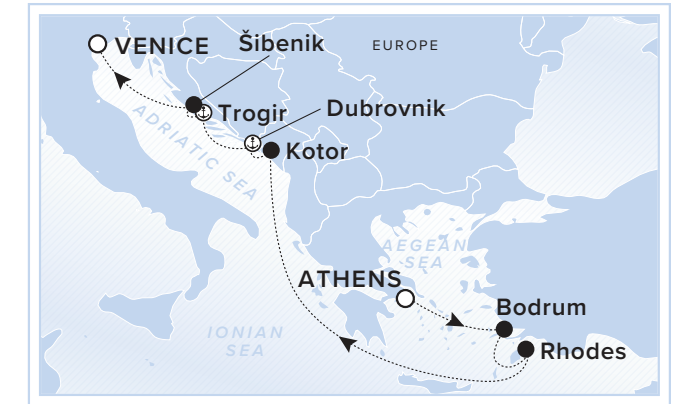 VENICE
Šibenik
EUROPE
Trogir
Dubrovnik
ADRIATIC SEA
Kotor
AEGEAN
SEA
ATHENS
Bodrum
IONIAN
SEA
Rhodes